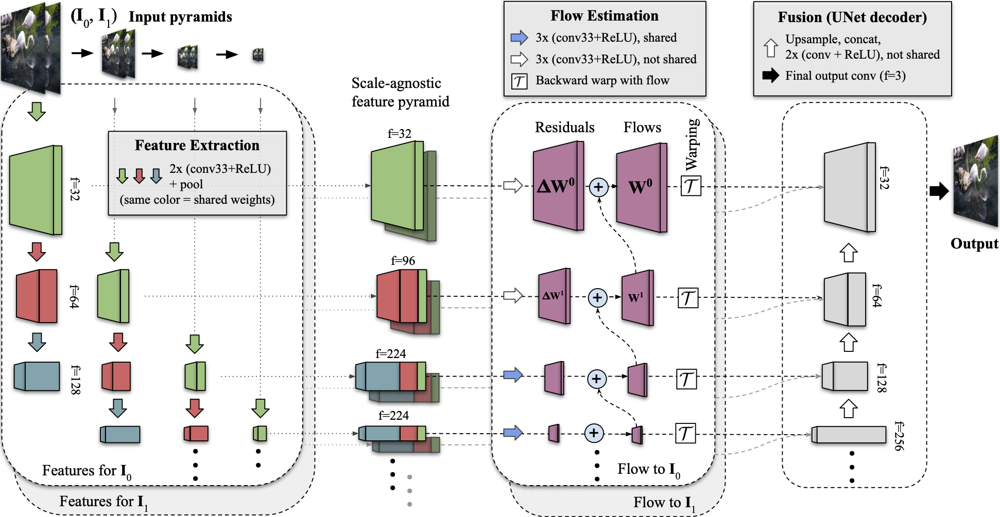 (I0, I1) Input pyramids
Feature Extraction
2x (conv33+ReLU)
+ pool
(same color = shared weights)
f=32
f=64
f=128
Features for I0
Features for I1
Scale-agnostic
feature pyramid
f=32
f=96
f=224
f=224
Flow Estimation
3x (conv33+ReLU), shared
3x (conv33+ReLU), not shared
T Backward warp with flow
Residuals
Flows
Warping
ΔW0
+
W0
T
ΔW1
+
W1
T
+
T
+
T
Flow to I0
Flow to I1
Fusion (UNet decoder)
Upsample, concat,
2x (conv + ReLU), not shared
Final output conv (f=3)
f=32
f=64
f=128
f=256
Output